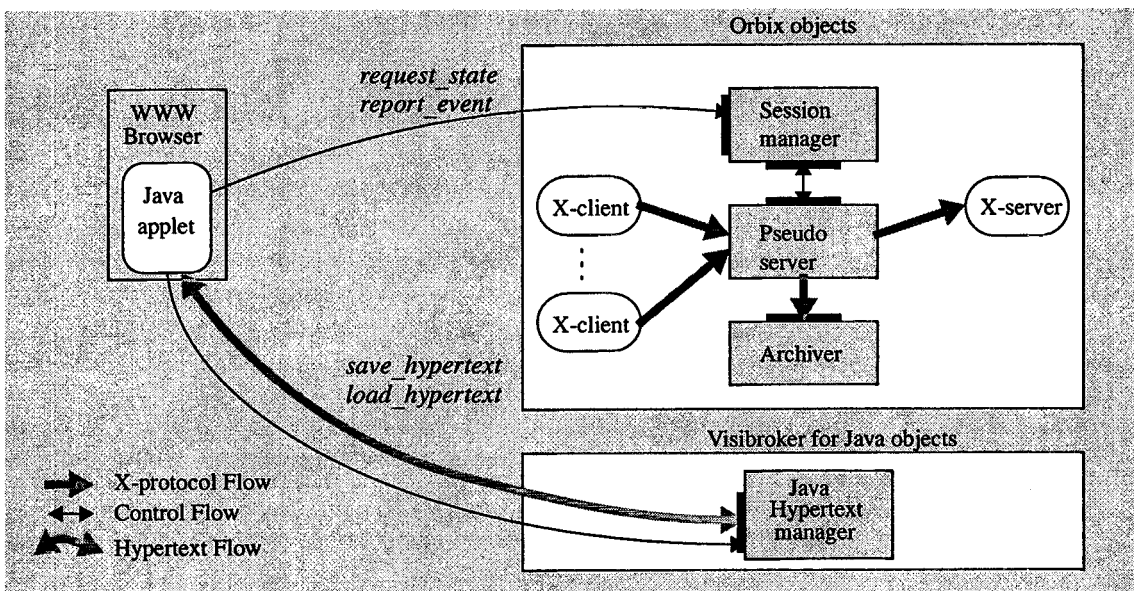 Orbix objects
request_state
report_event
WWW
Browser
Java
applet
Session
manager
X-client
X-client
Pseudo
server
X-server
Archiver
save_hypertext
load_hypertext
Visibroker for Java objects
Java
Hypertext
manager
X-protocol Flow
Control Flow
Hypertext Flow